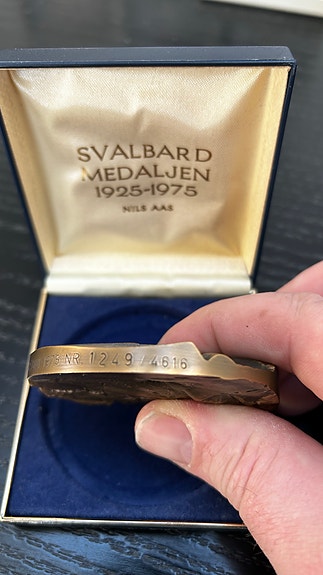 SVALBARD
MEDALJEN
1925-1975
NILS AAS
NR. 1249/4616